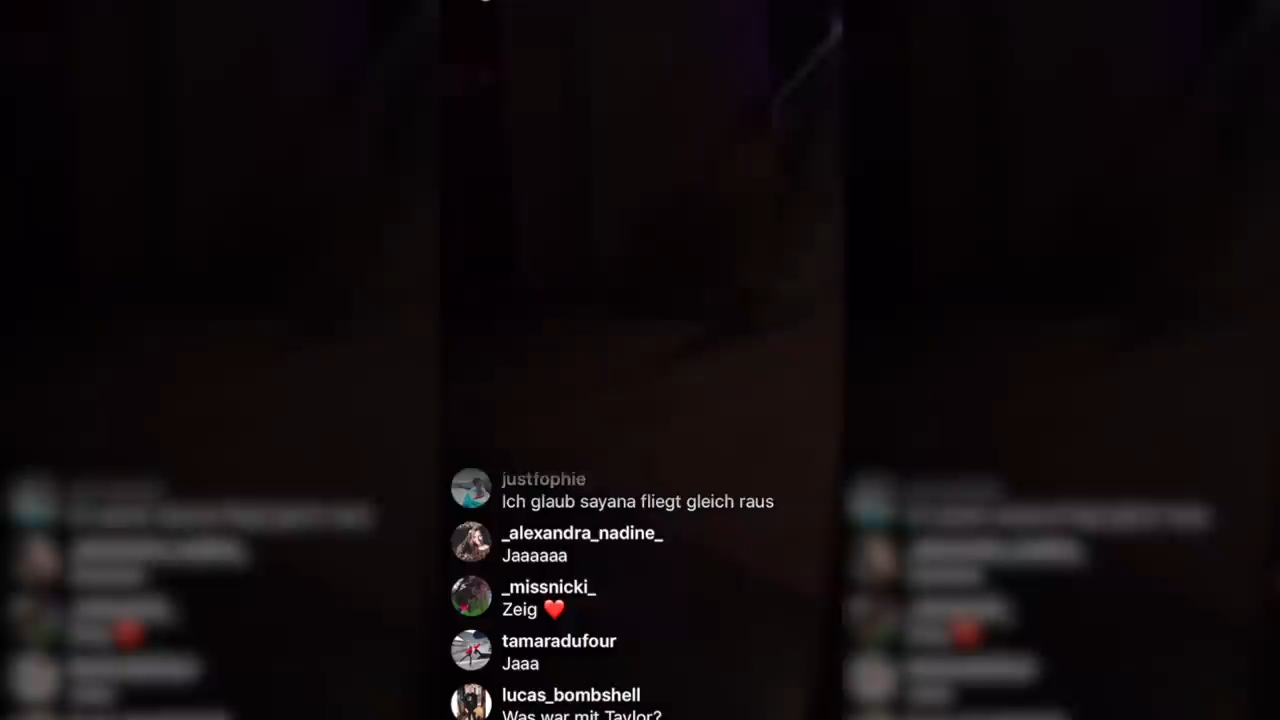 justfophie
Ich glaub sayana fliegt gleich raus
_alexandra_nadine_
Jaaaaaa
_missnicki_
Zeig ❤️
tamaradufour
Jaaa
lucas_bombshell
Was war mit Taylor?